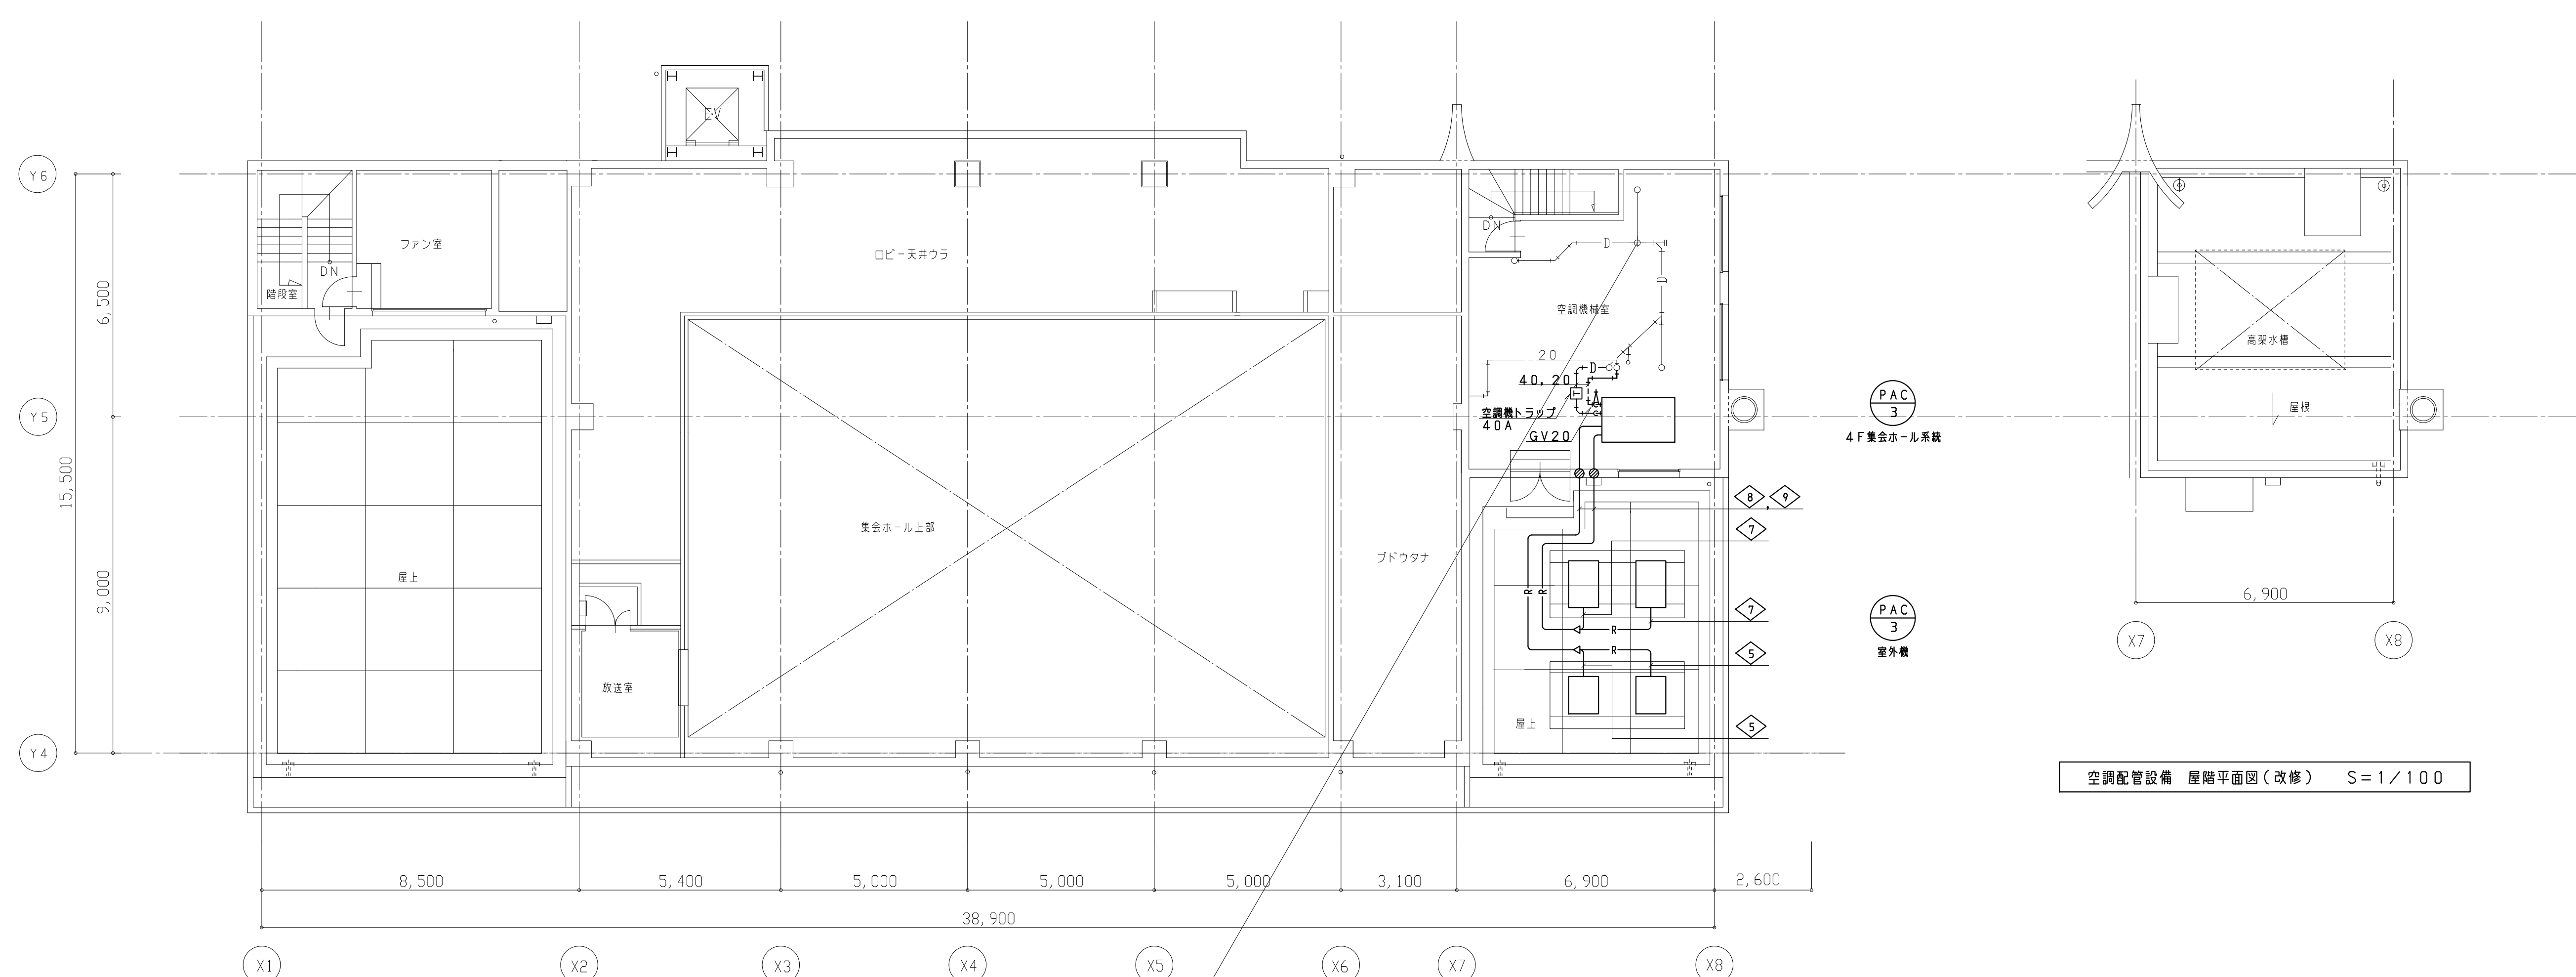 EV
Y6
ファン室
DN
階段室
ロビー天井ウラ
DN
空調機械室
20
D
D
D
40,20
空調機トラップ
40A
GV20
T
C
PAC
3
4F集会ホール系統
Y5
6,500
15,500
9,000
屋上
集会ホール上部
ブドウタナ
放送室
R
R
R
R
屋上
8
,
9
7
7
5
5
PAC
3
室外機
Y4
高架水槽
屋根
6,900
X7
X8
空調配管設備 屋階平面図(改修) S=1/100
8,500
5,400
5,000
5,000
5,000
3,100
6,900
2,600
38,900
X1
X2
X3
X4
X5
X6
X7
X8